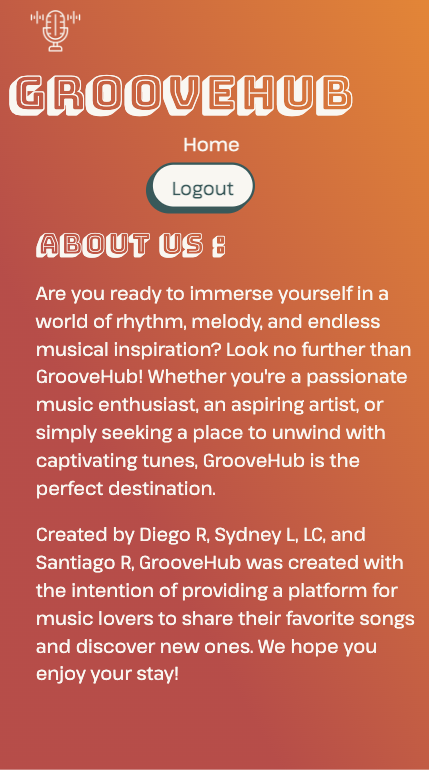 GROOVEHUB
Home
Logout
ABOUT US :
Are you ready to immerse yourself in a
world of rhythm, melody, and endless
musical inspiration? Look no further than
GrooveHub! Whether you're a passionate
music enthusiast, an aspiring artist, or
simply seeking a place to unwind with
captivating tunes, GrooveHub is the
perfect destination.
Created by Diego R, Sydney L, LC, and
Santiago R, GrooveHub was created with
the intention of providing a platform for
music lovers to share their favorite songs
and discover new ones. We hope you
enjoy your stay!